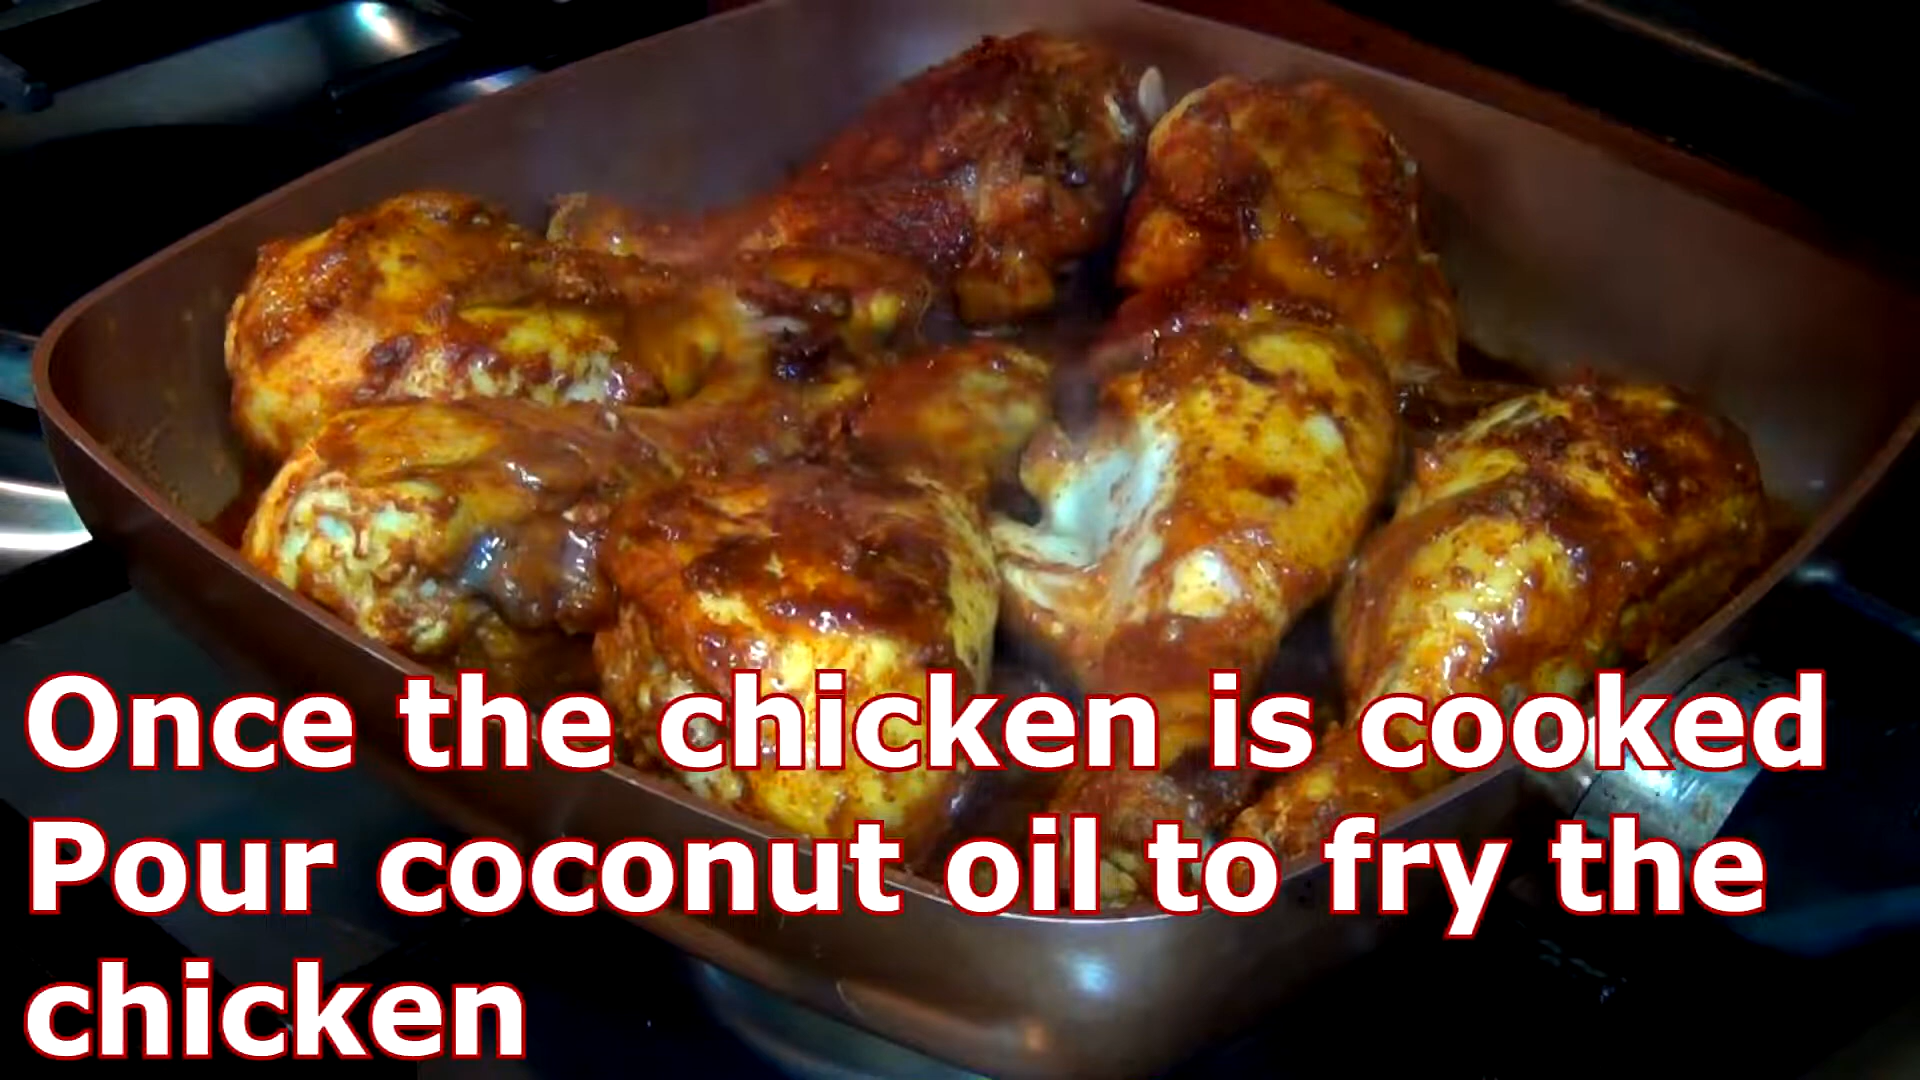 Once the chicken is cooked
Pour coconut oil to fry the
chicken